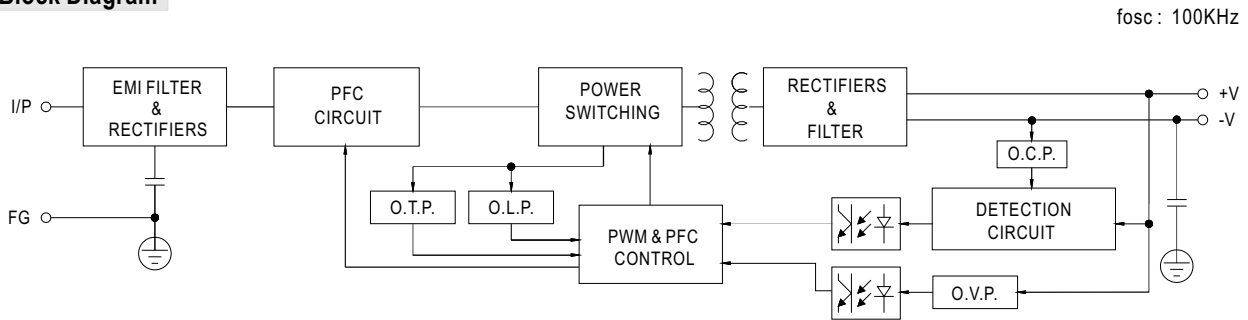 Block Diagram
fosc : 100KHz
I/P
EMI FILTER
&
RECTIFIERS
PFC
CIRCUIT
POWER
SWITCHING
RECTIFIERS
&
FILTER
+V
-V
O.C.P.
FG
O.T.P.
O.L.P.
PWM & PFC
CONTROL
DETECTION
CIRCUIT
O.V.P.